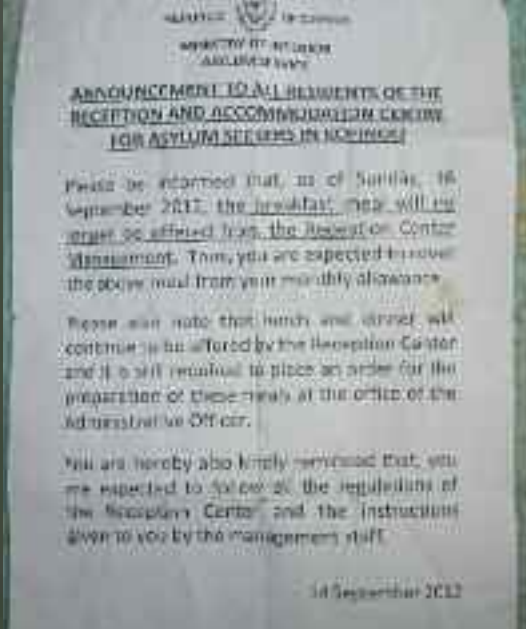 REPUBLIC OF CYPRUS
MINISTRY OF INTERIOR
ASYLUM SERVICE
ANNOUNCEMENT TO ALL RESIDENTS OF THE
RECEPTION AND ACCOMMODATION CENTRE
FOR ASYLUM SEEKERS IN KOFINOU
Please be informed that, as of Sunday, 16
September 2012, the breakfast meal will no
longer be offered from the Reception Center
Management. Thus, you are expected to cover
the above meal from your monthly allowance.
Please also note that lunch and dinner will
continue to be offered by the Reception Center
and it is still required to place an order for the
preparation of these meals at the office of the
Administrative Officer.
You are hereby also kindly reminded that, you
are expected to follow all the regulations of
the Reception Center and the instructions
given to you by the management staff.
14 September 2012